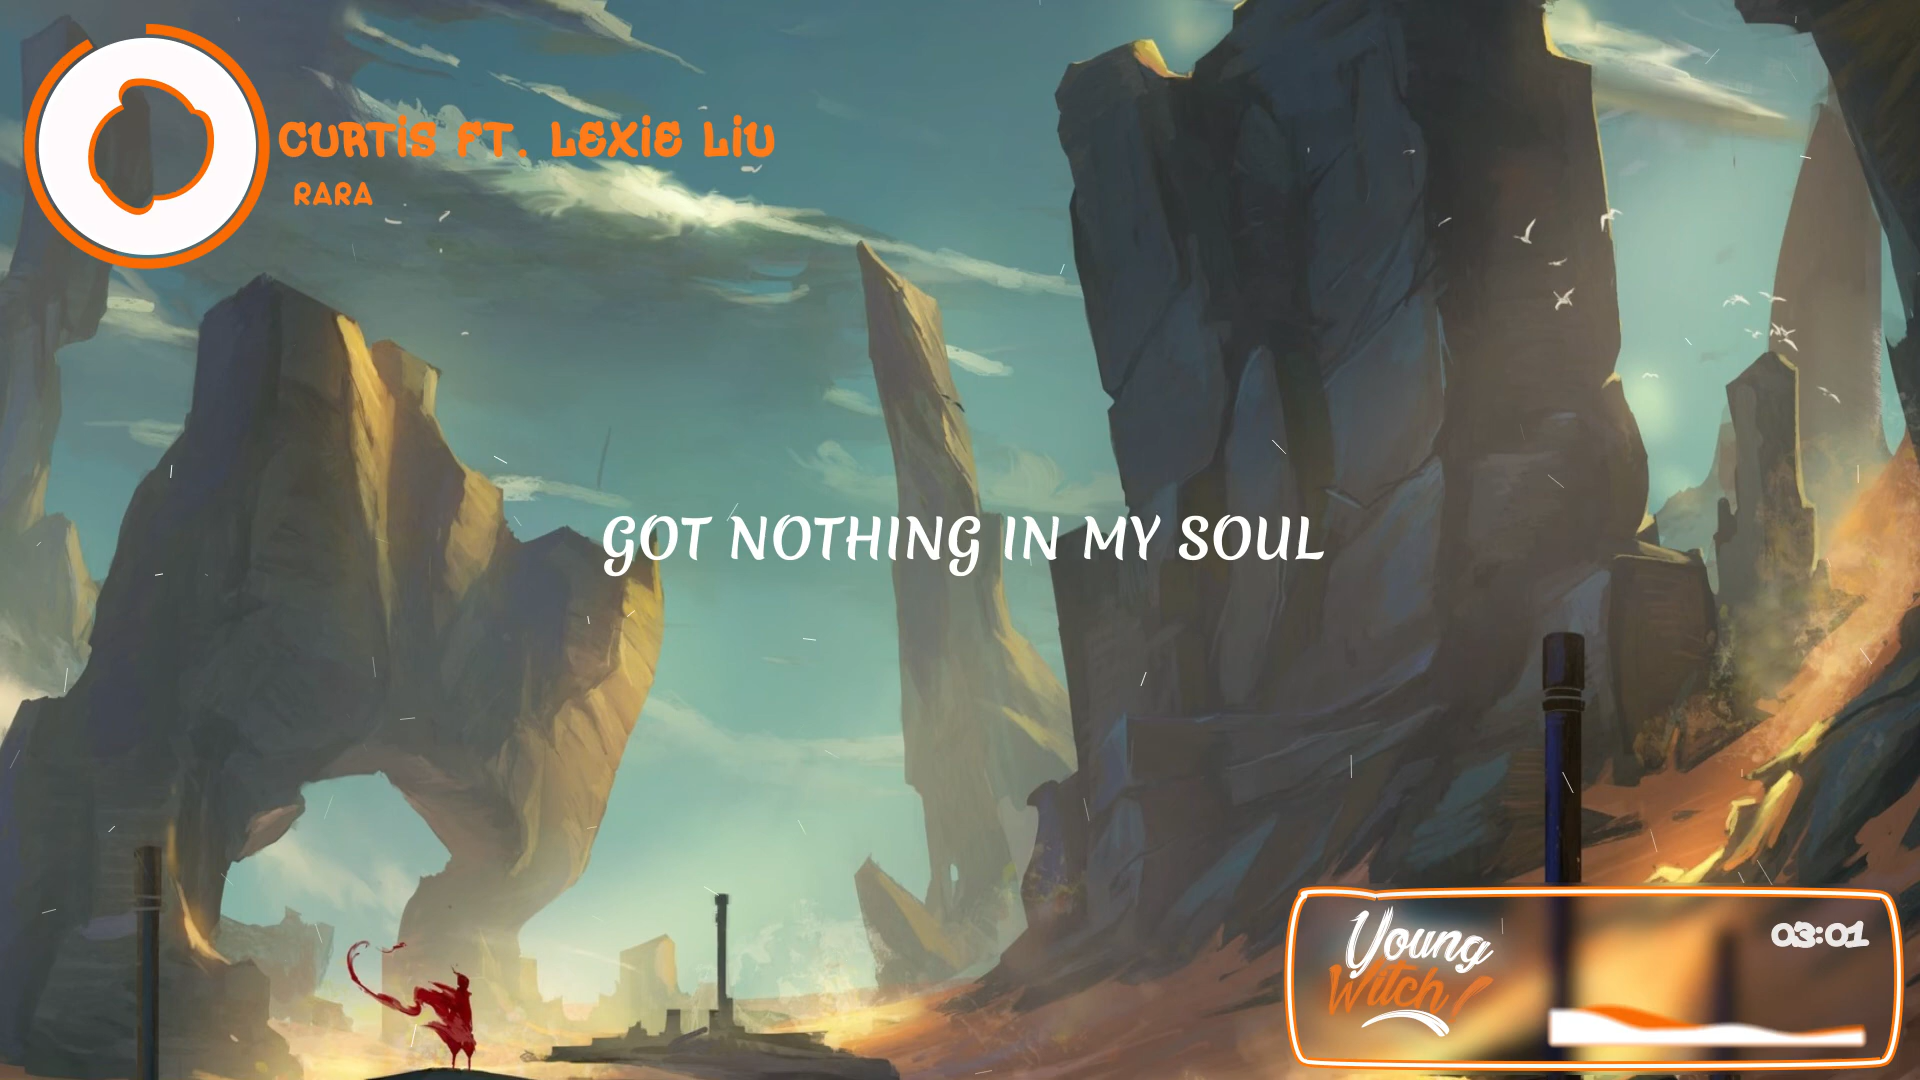 CURTIS FT. LEXIE LIU
RARA
GOT NOTHING IN MY SOUL
Young
Witch!
03:01